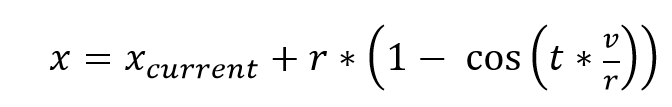 x = x_current + r * (1 − cos(t * v/r))